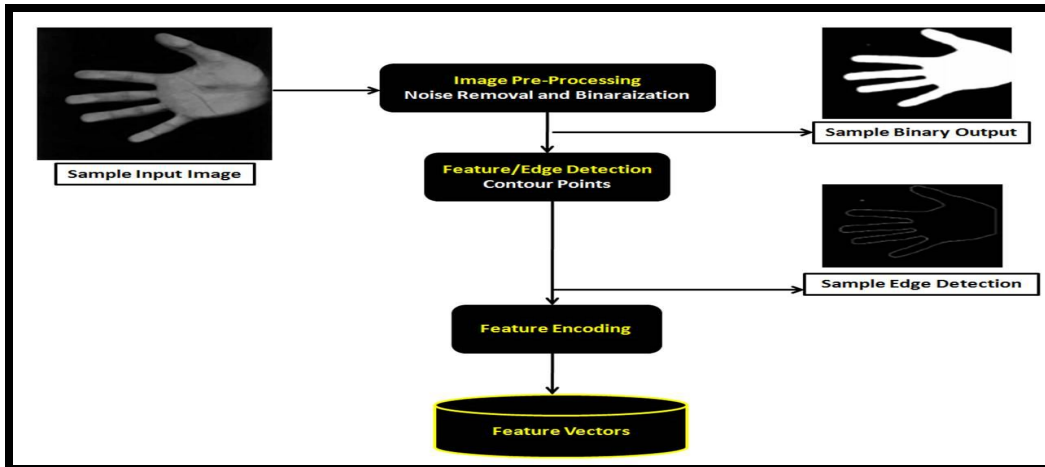 Image Pre-Processing
Noise Removal and Binaraization
Sample Input Image
Sample Binary Output
Feature/Edge Detection
Contour Points
Sample Edge Detection
Feature Encoding
Feature Vectors